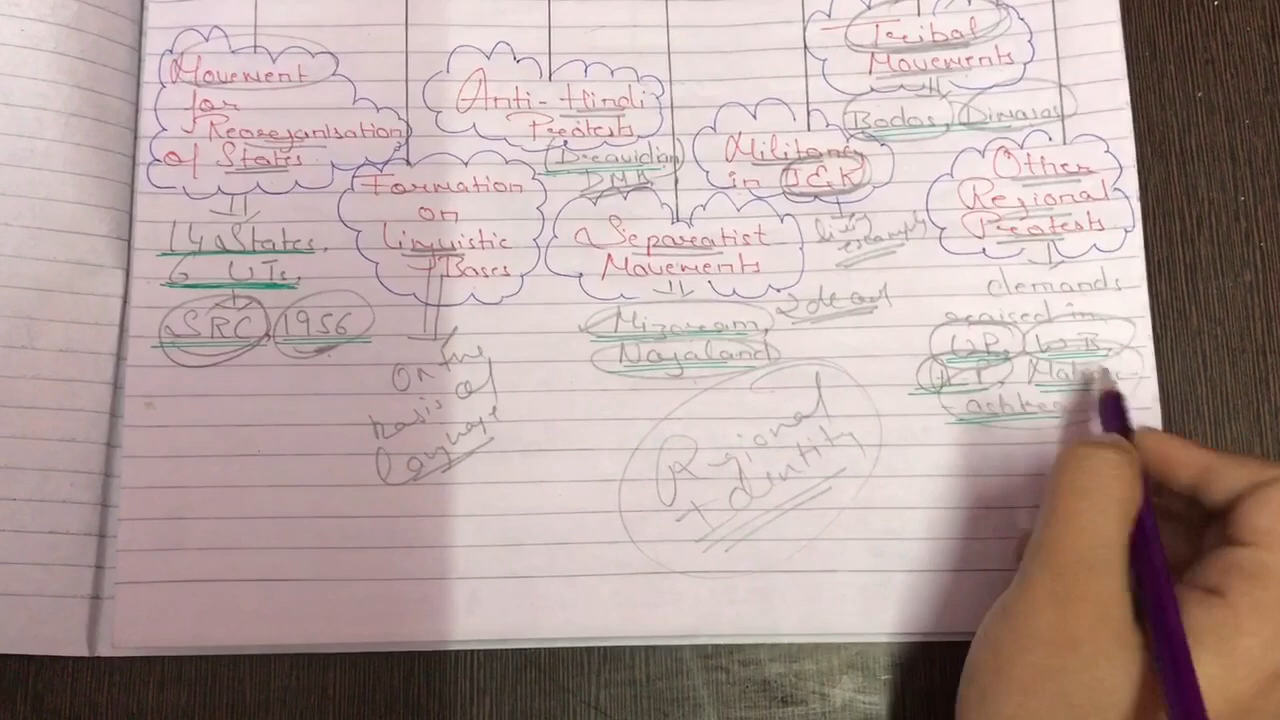 Movement
for
Reorganisation
of States
14 States,
6 UTs,
SRC, 1956
Formation
on
linguistic
Bases
On the
basis of
language
Anti-Hindi
Protests
Dravidian
DMK
Separatist
Movements
Mizoram,
Nagaland
Regional
Identity
Militancy
in J&K
Tribal
Movements
Bodos, Dimasas
Other
Regional
Protests
demands
raised in
UP, WB,